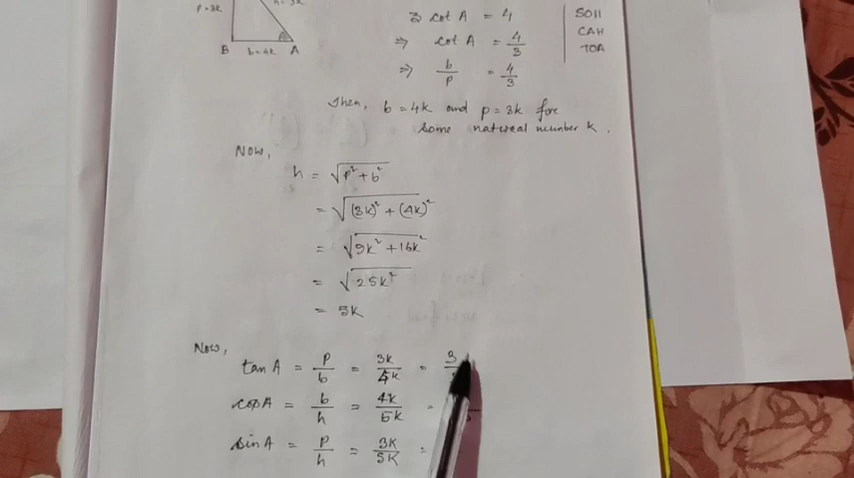 P = 3k
B b = 4k A
3 cot A = 4
⇒ cot A = 4/3
⇒ b/p = 4/3
SOH
CAH
TOA
Then, b = 4k and p = 3k fore
some natureal number k.
Now,
h = √(p² + b²)
= √((3k)² + (4k)²)
= √(9k² + 16k²)
= √(25k²)
= 5k
Now,
tan A = p/b = 3k/4k = 3
cos A = b/h = 4k/5k =
sin A = p/h = 3k/5k =